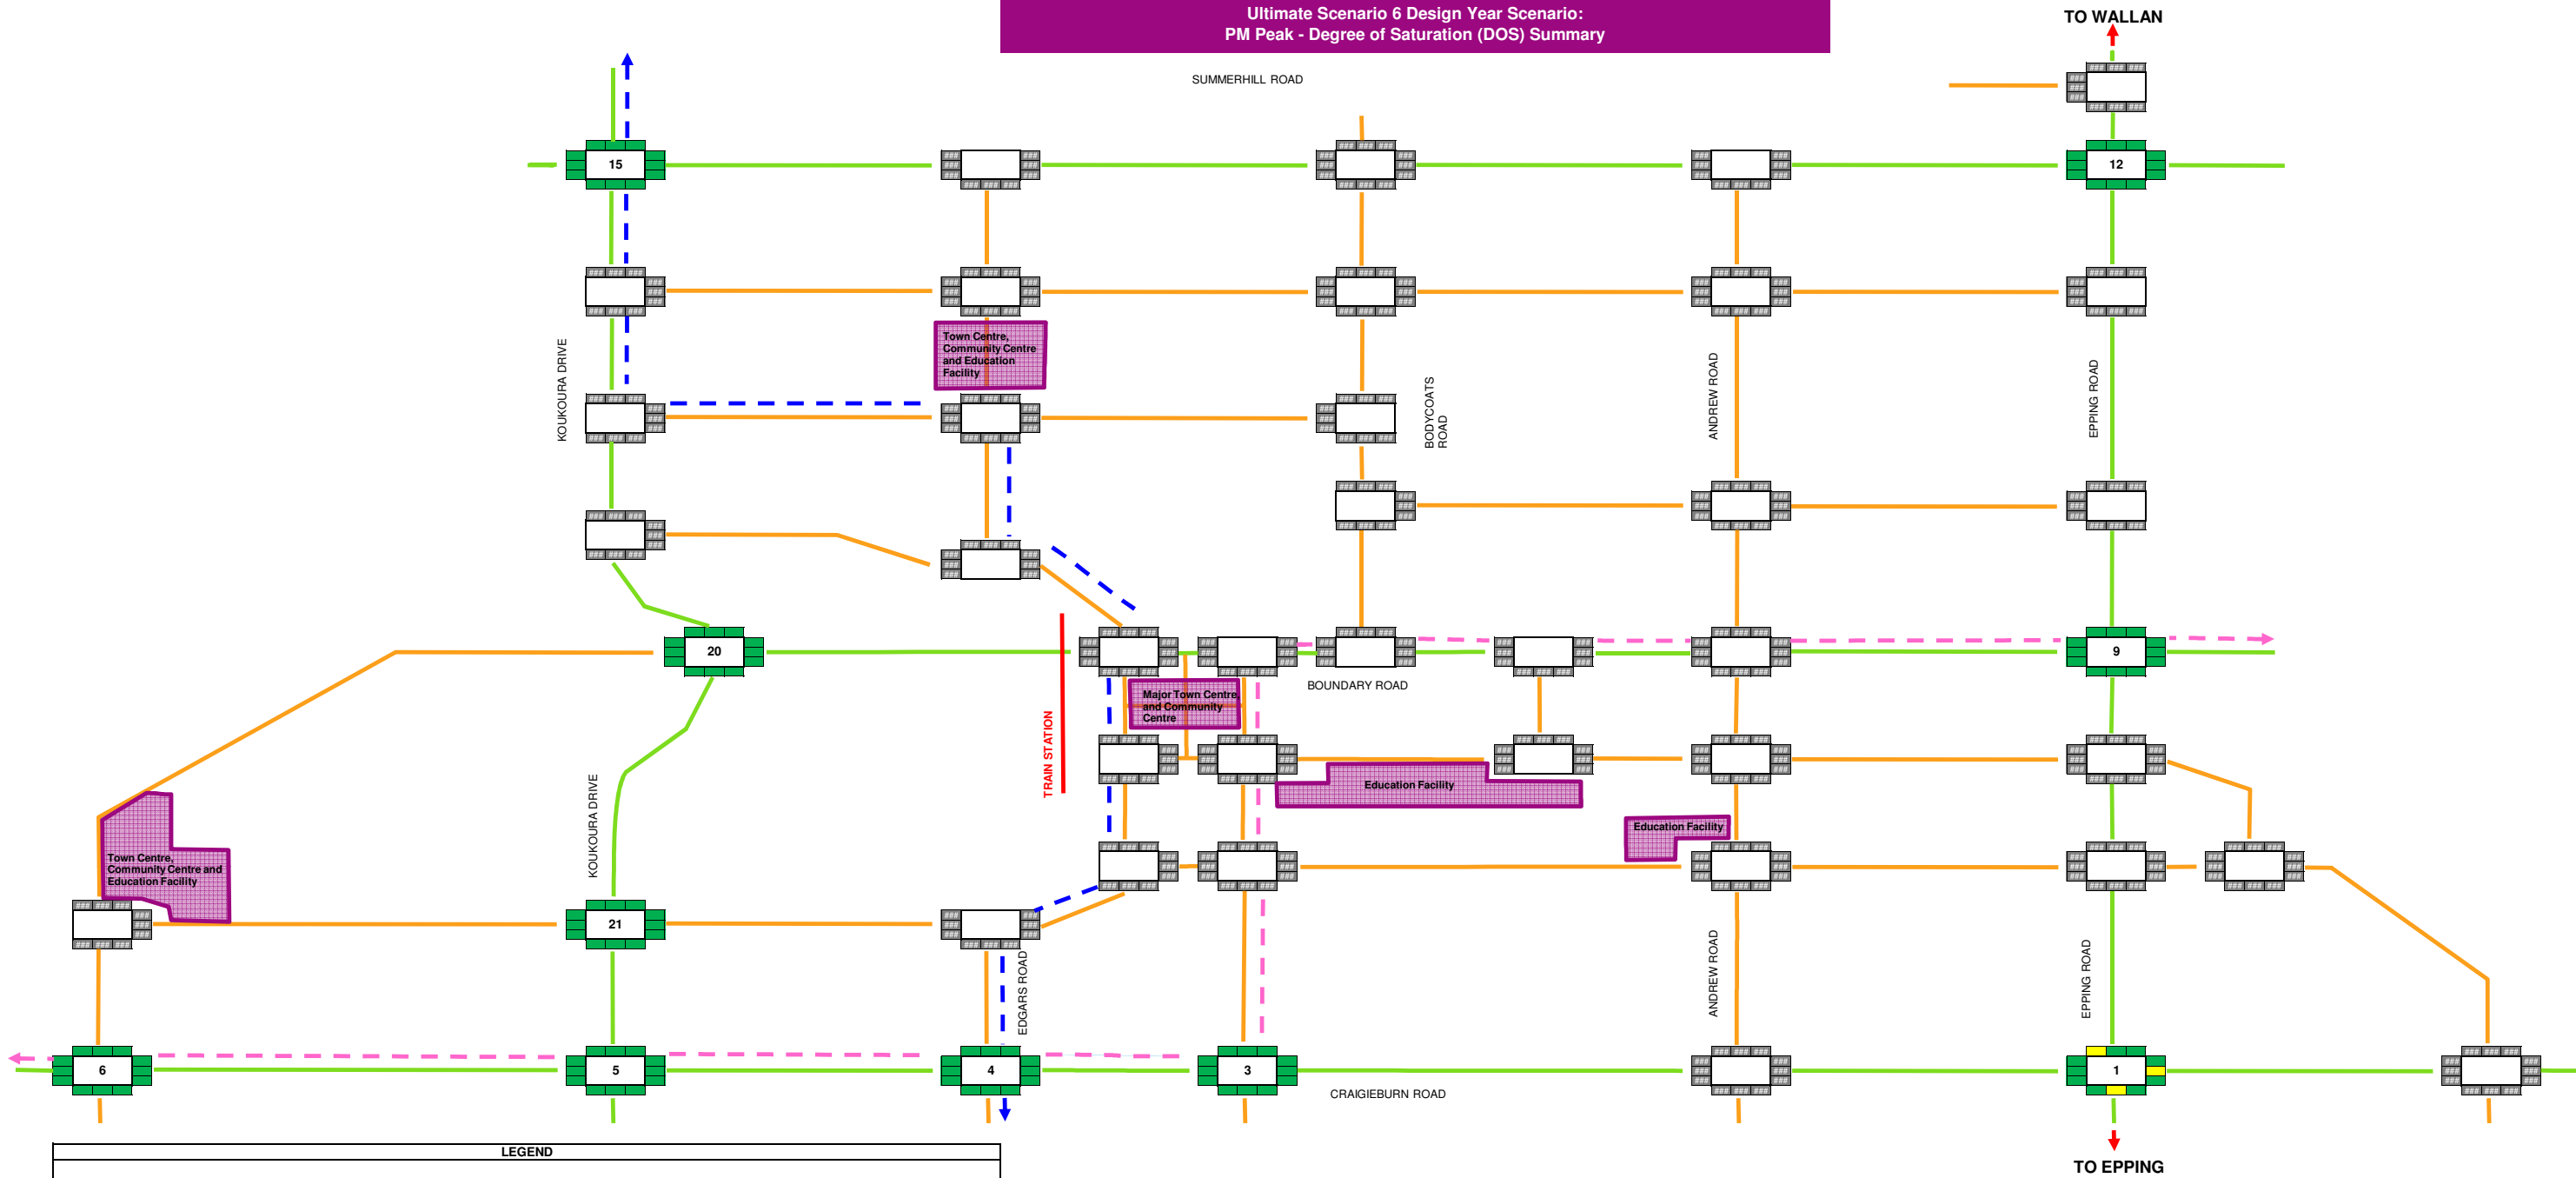 Ultimate Scenario 6 Design Year Scenario:
PM Peak - Degree of Saturation (DOS) Summary
TO WALLAN
SUMMERHILL ROAD
### ### ###
15
12
KOUKOURA DRIVE
Town Centre,
Community Centre
and Education
Facility
BODYCOATS
ROAD
ANDREW ROAD
EPPING ROAD
20
9
BOUNDARY ROAD
TRAIN STATION
Major Town Centre,
and Community
Centre
Education Facility
Education Facility
KOUKOURA DRIVE
Town Centre,
Community Centre and
Education Facility
21
EDGARS ROAD
ANDREW ROAD
EPPING ROAD
6
5
4
3
1
CRAIGIEBURN ROAD
LEGEND
TO EPPING